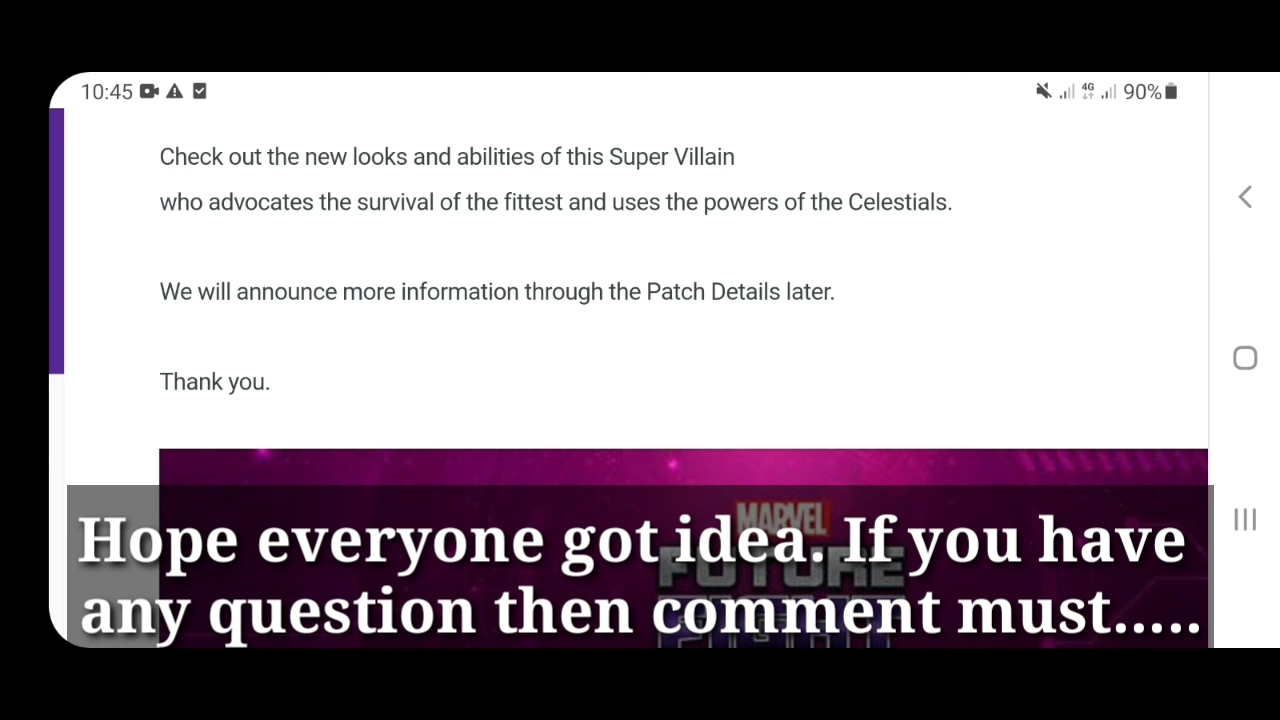 10:45
4G 90%
Check out the new looks and abilities of this Super Villain
who advocates the survival of the fittest and uses the powers of the Celestials.
We will announce more information through the Patch Details later.
Thank you.
MARVEL
FUTURE
FIGHT
Hope everyone got idea. If you have
any question then comment must.....